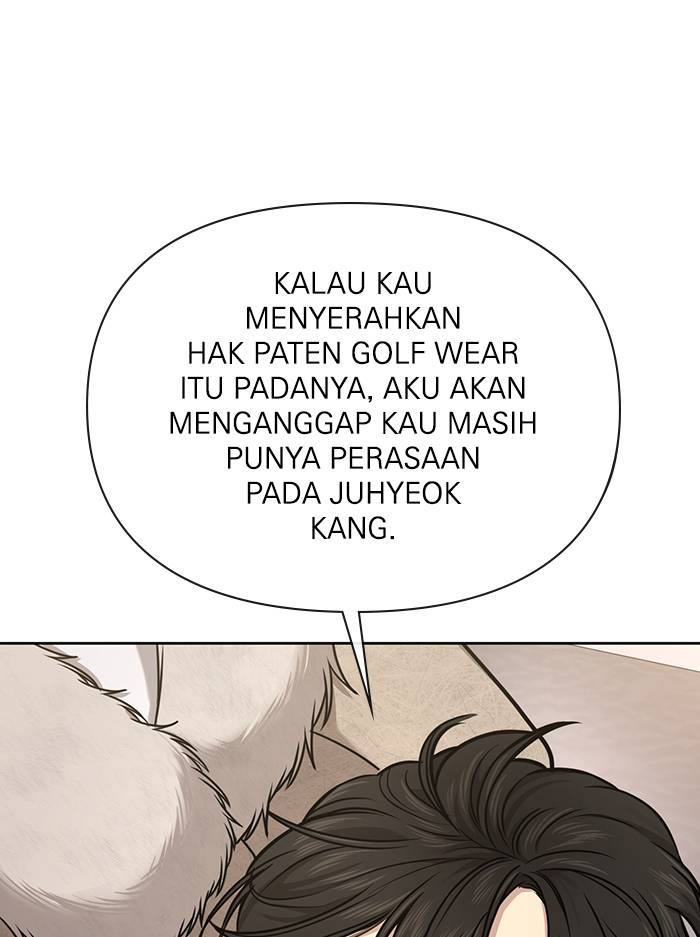 KALAU KAU
MENYERAHKAN
HAK PATEN GOLF WEAR
ITU PADANYA, AKU AKAN
MENGANGGAP KAU MASIH
PUNYA PERASAAN
PADA JUHYEOK
KANG.